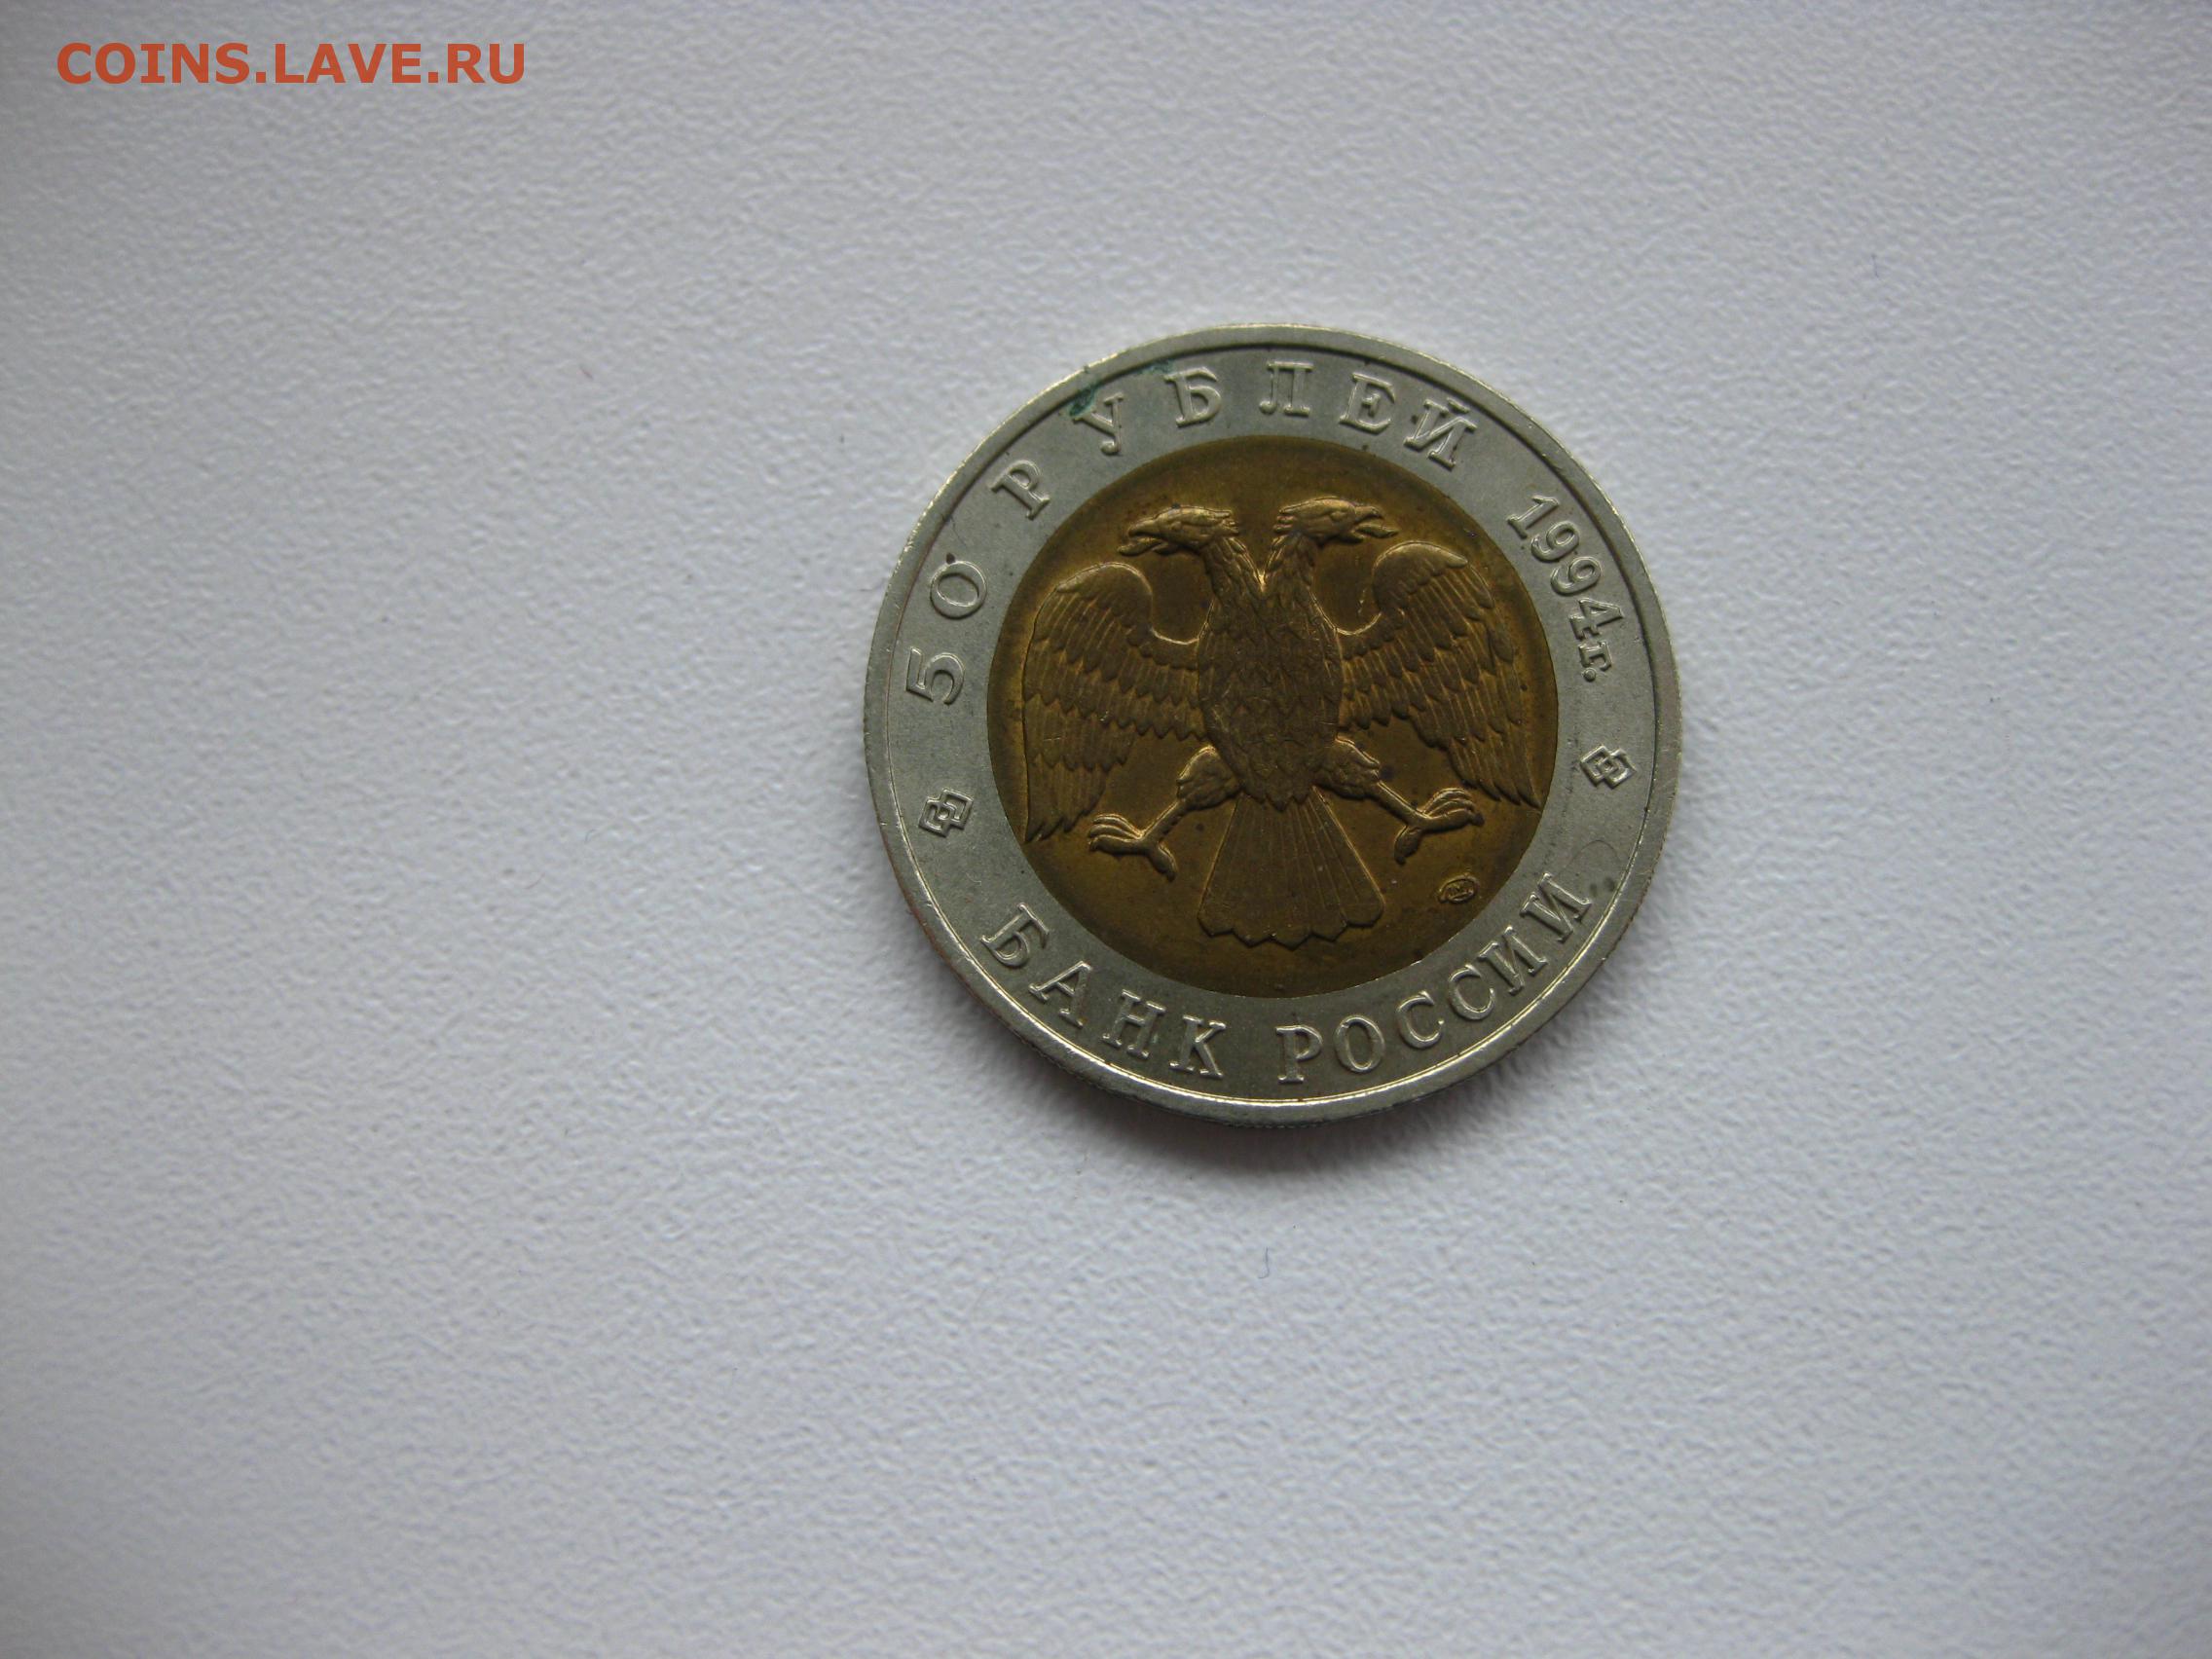 COINS.LAVE.RU
50 РУБЛЕЙ 1994г.
БАНК РОССИИ